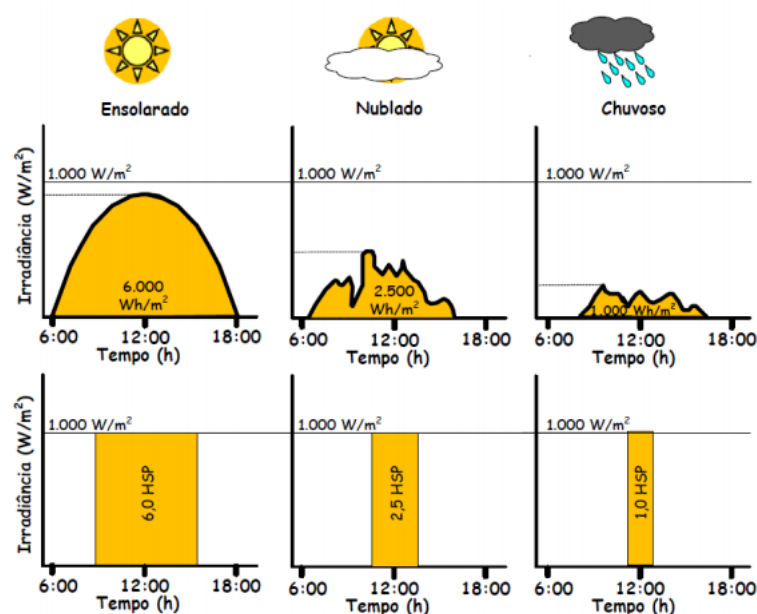 Ensolarado
Nublado
Chuvoso
Irradiância (W/m²)
1.000 W/m²
6.000
Wh/m²
6:00
12:00
18:00
Tempo (h)
1.000 W/m²
2.500
Wh/m²
6:00
12:00
18:00
Tempo (h)
1.000 W/m²
1.000 Wh/m²
6:00
12:00
18:00
Tempo (h)
Irradiância (W/m²)
1.000 W/m²
6,0 HSP
6:00
12:00
18:00
Tempo (h)
1.000 W/m²
2,5 HSP
6:00
12:00
18:00
Tempo (h)
1.000 W/m²
1,0 HSP
6:00
12:00
18:00
Tempo (h)